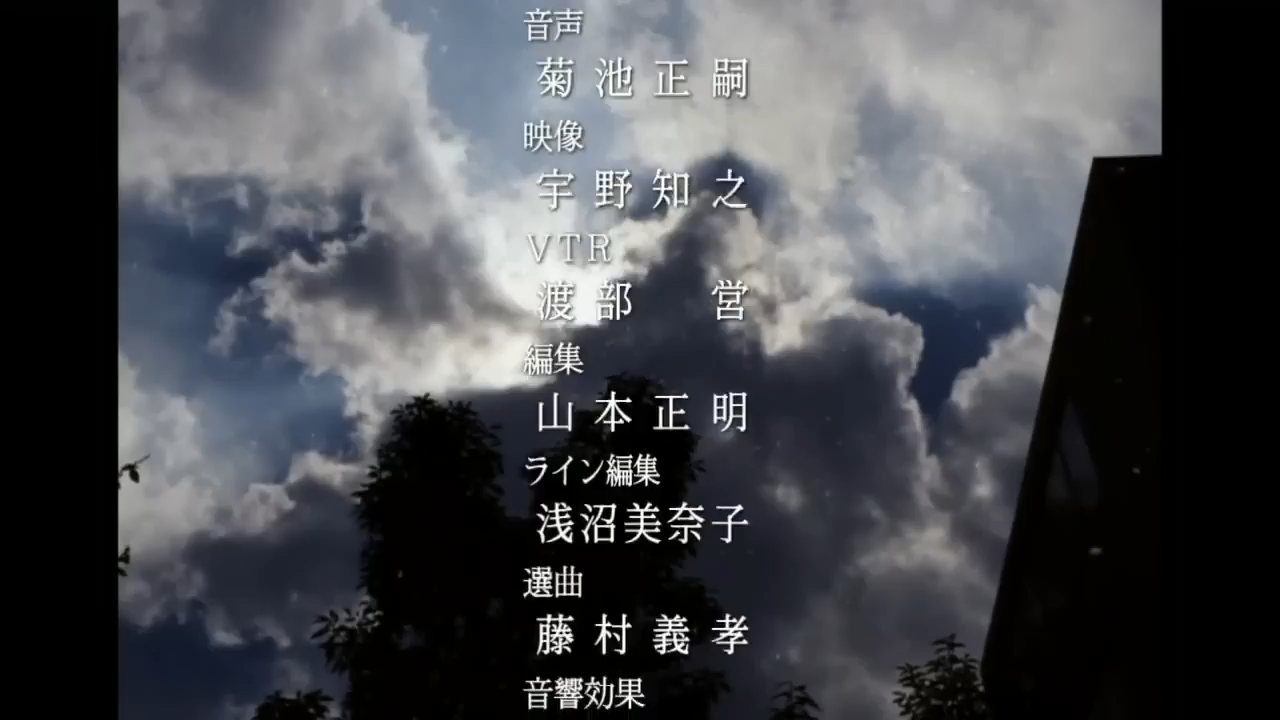 音声
菊池正嗣
映像
宇野知之
VTR
渡部　営
編集
山本正明
ライン編集
浅沼美奈子
選曲
藤村義孝
音響効果